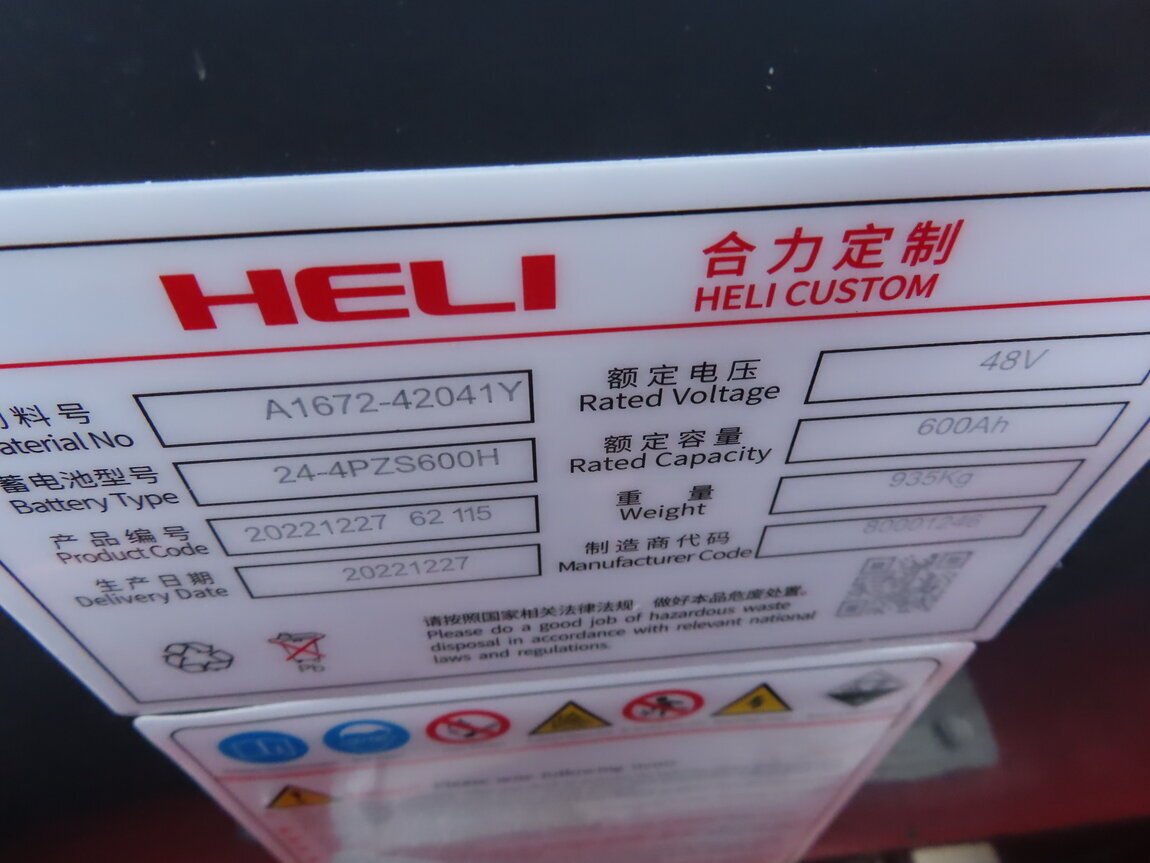 HELI
合力定制
HELI CUSTOM
料号
aterial No
A1672-42041Y
额定电压
Rated Voltage
48V
蓄电池型号
Battery Type
24-4PZS600H
额定容量
Rated Capacity
600Ah
产品编号
Product Code
20221227 62 115
重量
Weight
935Kg
生产日期
Delivery Date
20221227
制造商代码
Manufacturer Code
80001246
请按照国家相关法律法规，做好本品危废处置。
Please do a good job of hazardous waste
disposal in accordance with relevant national
laws and regulations.
Pb